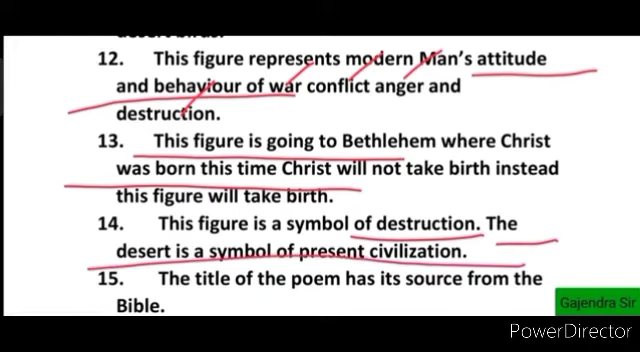 12. This figure represents modern Man's attitude
and behaviour of war conflict anger and
destruction.
13. This figure is going to Bethlehem where Christ
was born this time Christ will not take birth instead
this figure will take birth.
14. This figure is a symbol of destruction. The
desert is a symbol of present civilization.
15. The title of the poem has its source from the
Bible.
Gajendra Sir
PowerDirector